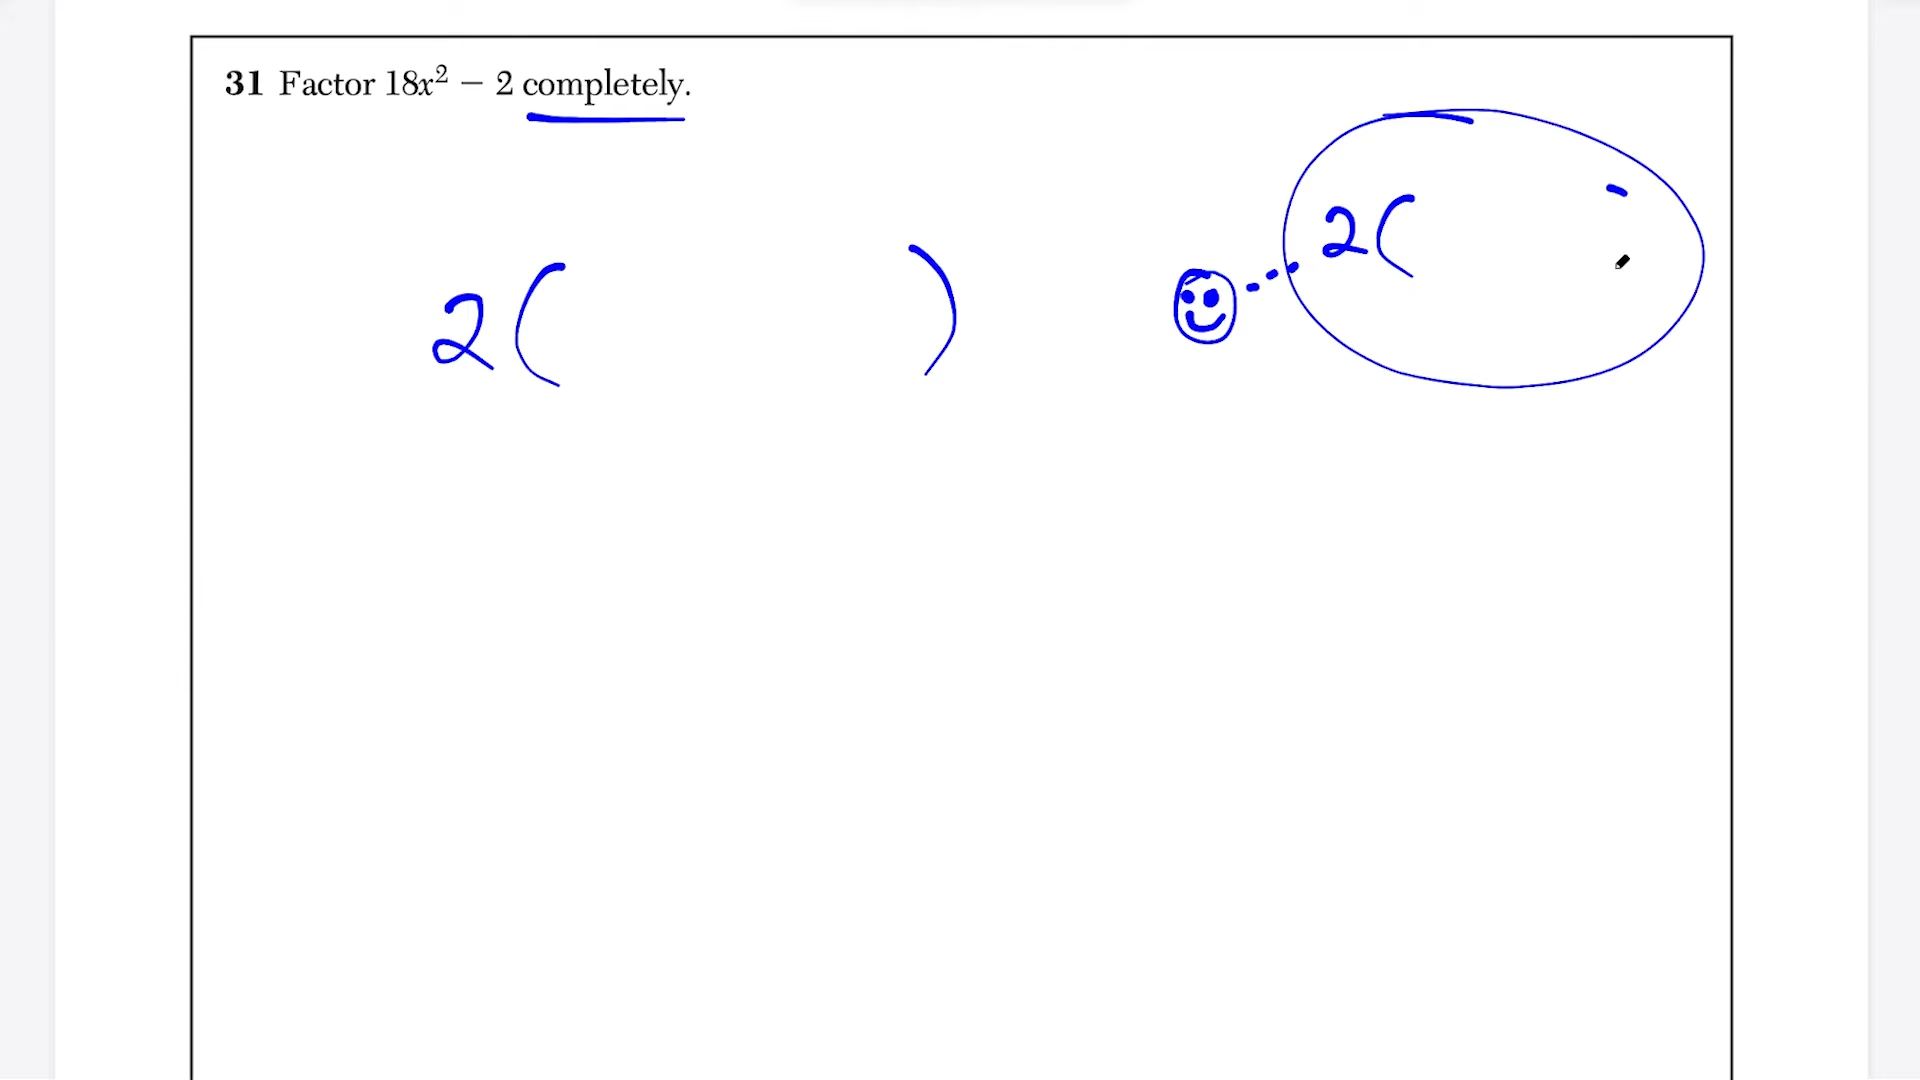 31 Factor 18x² − 2 completely.
2( )
2(